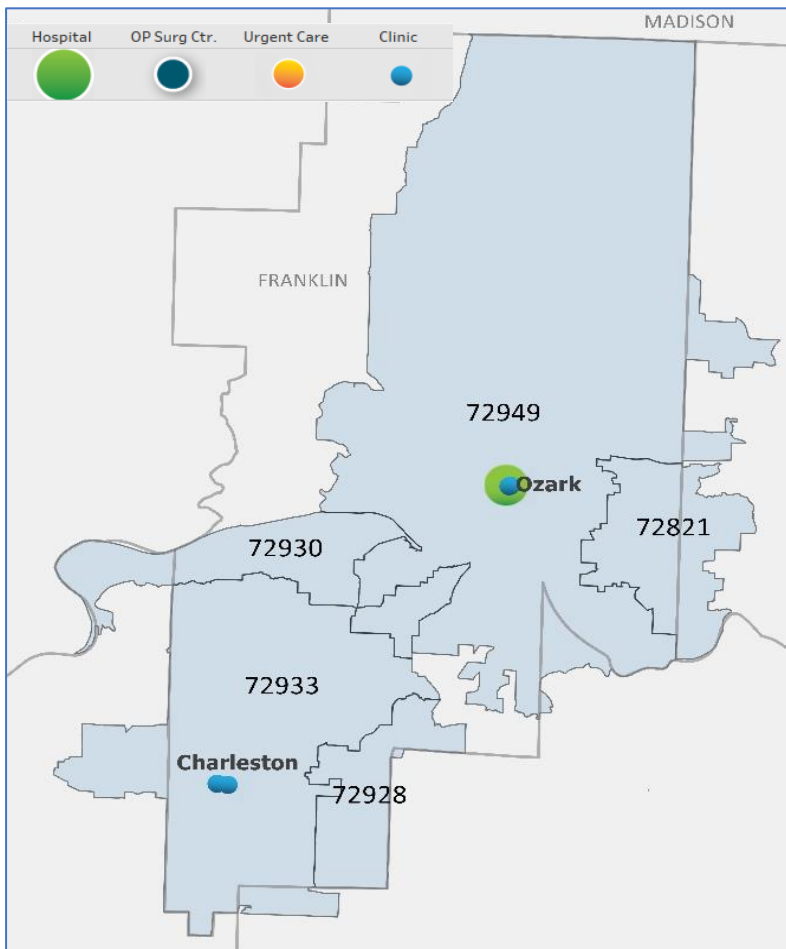 MADISON
Hospital OP Surg Ctr. Urgent Care Clinic
FRANKLIN
72949
Ozark
72821
72930
72933
Charleston
72928